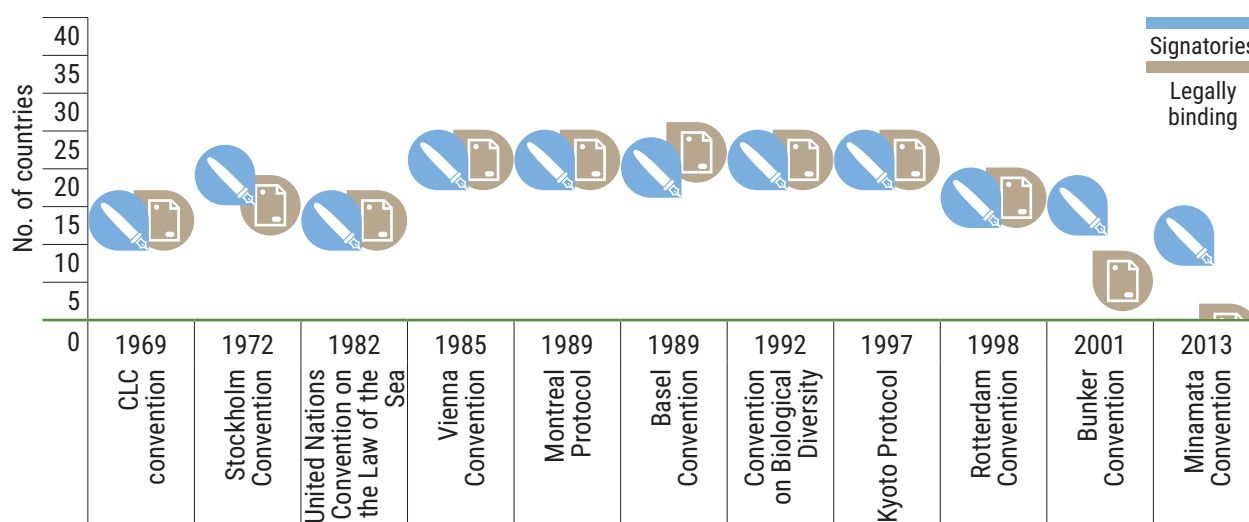 No. of countries
40
35
30
25
20
15
10
5
0
Signatories
Legally
binding
1969
CLC
convention
1972
Stockholm
Convention
1982
United Nations
Convention on
the Law of the
Sea
1985
Vienna
Convention
1989
Montreal
Protocol
1989
Basel
Convention
1992
Convention
on Biological
Diversity
1997
Kyoto Protocol
1998
Rotterdam
Convention
2001
Bunker
Convention
2013
Minamata
Convention